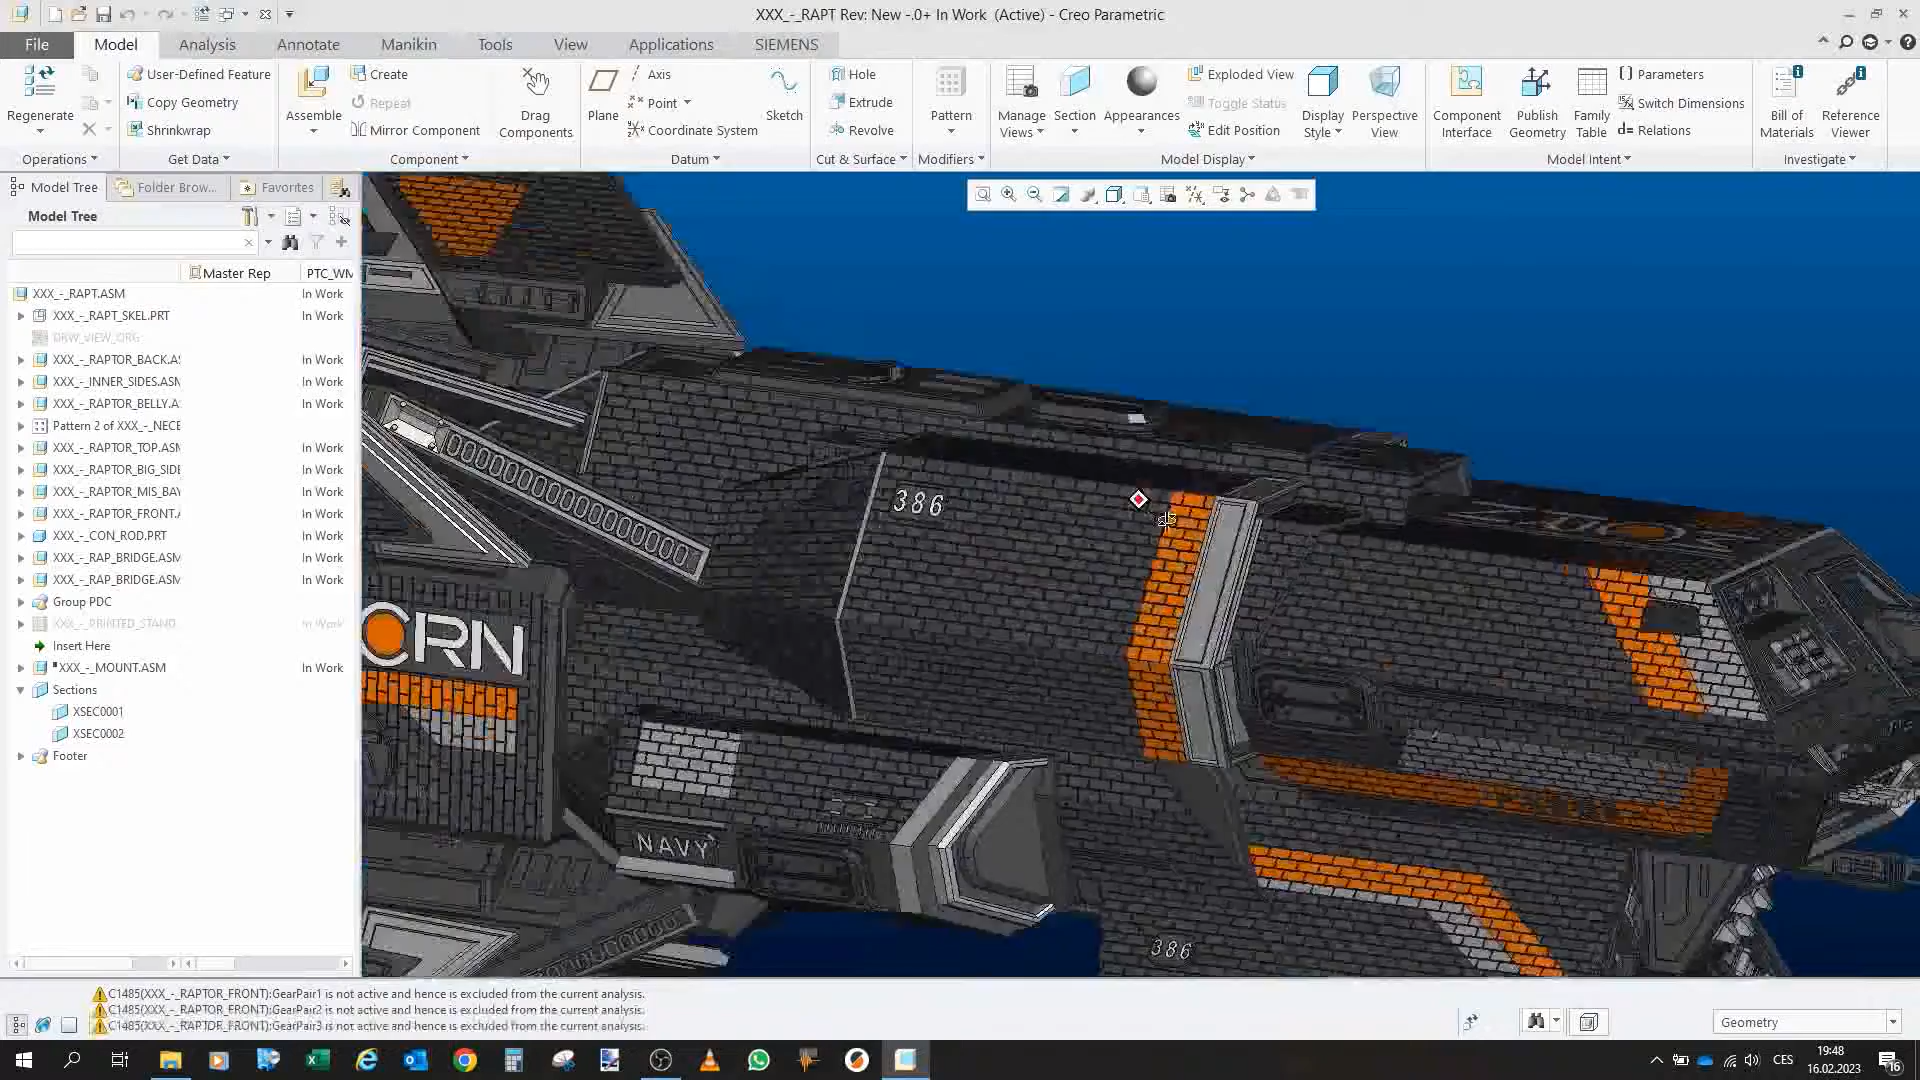 XXX_-_RAPT Rev: New -.0+ In Work (Active) - Creo Parametric
File Model Analysis Annotate Manikin Tools View Applications SIEMENS
User-Defined Feature Create Axis Hole Exploded View Parameters
Copy Geometry Repeat Point Extrude Toggle Status Switch Dimensions
Regenerate Shrinkwrap Assemble Mirror Component Drag Components Plane Coordinate System Sketch Revolve Pattern Manage Views Section Appearances Edit Position Display Style Perspective View Component Interface Publish Geometry Family Table Relations Bill of Materials Reference Viewer
Operations Get Data Component Datum Cut & Surface Modifiers Model Display Model Intent Investigate
Model Tree Folder Brow... Favorites
Model Tree
Master Rep PTC_WM
XXX_-_RAPT.ASM In Work
XXX_-_RAPT_SKEL.PRT In Work
DRW_VIEW_ORG
XXX_-_RAPTOR_BACK.AS In Work
XXX_-_INNER_SIDES.ASM In Work
XXX_-_RAPTOR_BELLY.A In Work
Pattern 2 of XXX_-_NECE
XXX_-_RAPTOR_TOP.ASM In Work
XXX_-_RAPTOR_BIG_SIDE In Work
XXX_-_RAPTOR_MIS_BAY In Work
XXX_-_RAPTOR_FRONT.A In Work
XXX_-_CON_ROD.PRT In Work
XXX_-_RAP_BRIDGE.ASM In Work
XXX_-_RAP_BRIDGE.ASM In Work
Group PDC
XXX_-_PRINTED_STAND In Work
Insert Here
XXX_-_MOUNT.ASM In Work
Sections
XSEC0001
XSEC0002
Footer
386
CRN
NAVY
386
C1485(XXX_-_RAPTOR_FRONT):GearPair1 is not active and hence is excluded from the current analysis.
C1485(XXX_-_RAPTOR_FRONT):GearPair2 is not active and hence is excluded from the current analysis.
C1485(XXX_-_RAPTOR_FRONT):GearPair3 is not active and hence is excluded from the current analysis.
Geometry
CES
19:48
16.02.2023
16